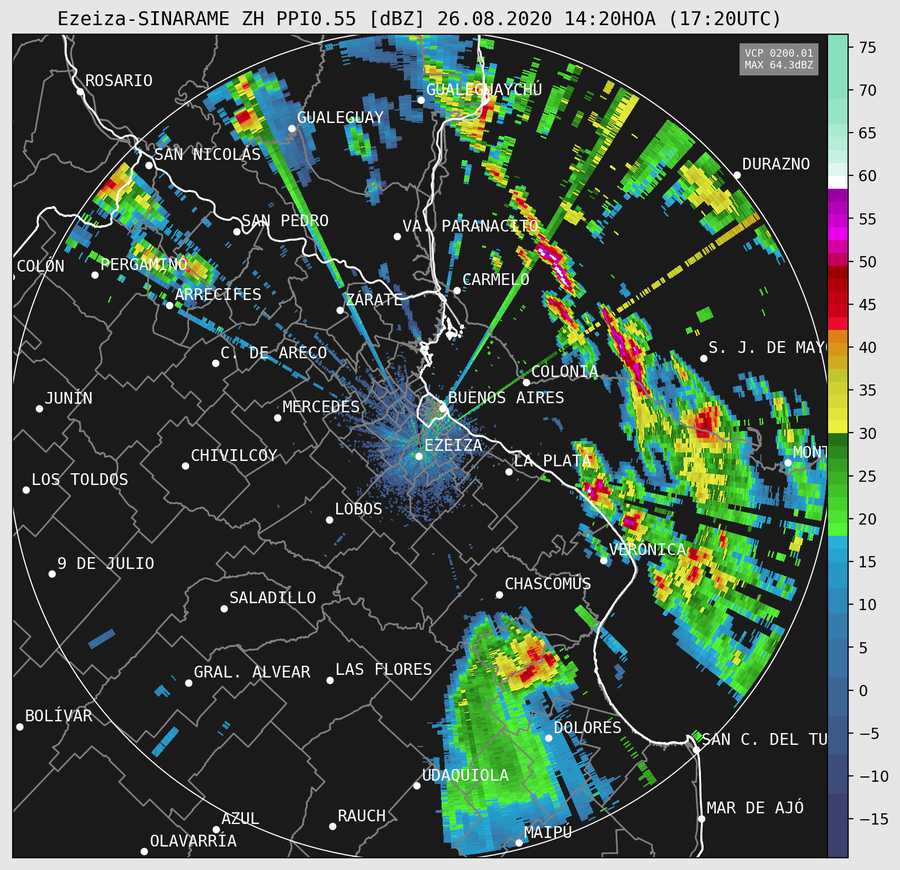 Ezeiza-SINARAME ZH PPI0.55 [dBZ] 26.08.2020 14:20HOA (17:20UTC)
VCP 0200.01
MAX 64.3dBZ
75
70
65
60
55
50
45
40
35
30
25
20
15
10
5
0
−5
−10
−15
ROSARIO
GUALEGUAYCHÚ
GUALEGUAY
SAN NICOLÁS
DURAZNO
SAN PEDRO
VA. PARANACITO
COLÓN
PERGAMINO
CARMELO
ARRECIFES
ZÁRATE
S. J. DE MAY
C. DE ARECO
COLONIA
JUNÍN
MERCEDES
BUENOS AIRES
EZEIZA
MONT
CHIVILCOY
LA PLATA
LOS TOLDOS
LOBOS
VERÓNICA
9 DE JULIO
CHASCOMÚS
SALADILLO
GRAL. ALVEAR
LAS FLORES
BOLÍVAR
DOLORES
SAN C. DEL TU
UDAQUIOLA
MAR DE AJÓ
AZUL
RAUCH
MAIPÚ
OLAVARRÍA